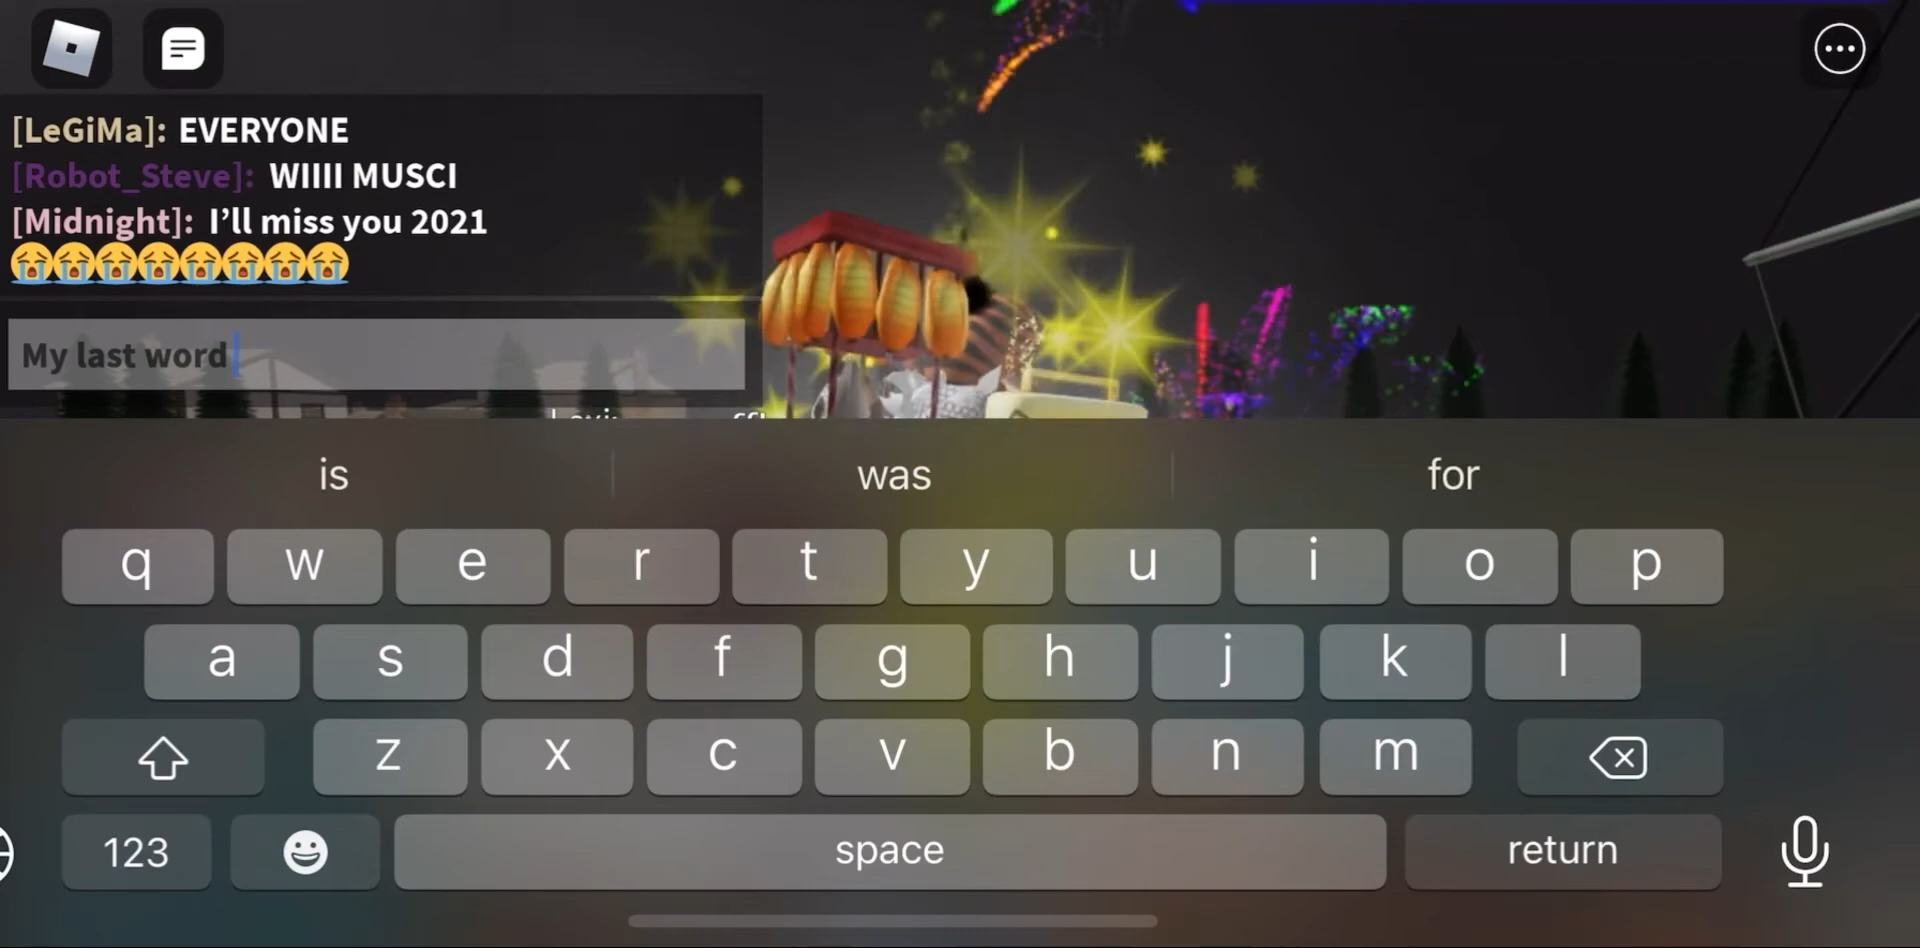 [LeGiMa]: EVERYONE
[Robot_Steve]: WIIII MUSCI
[Midnight]: I’ll miss you 2021
😭😭😭😭😭😭😭😭
My last word
is was for
q w e r t y u i o p
a s d f g h j k l
z x c v b n m
123 space return